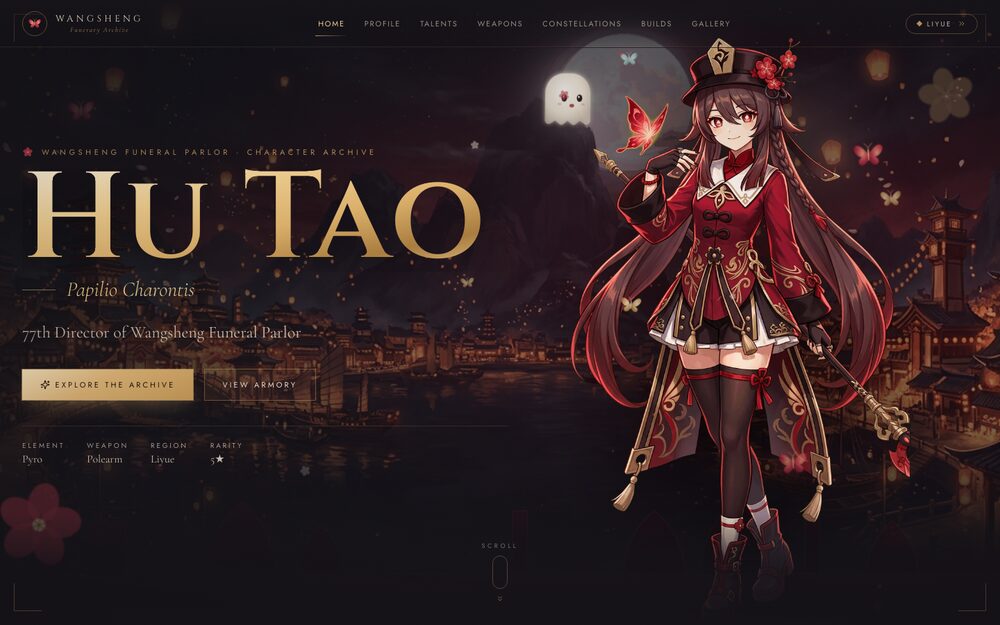 WANGSHENG
Funerary Archive
HOME PROFILE TALENTS WEAPONS CONSTELLATIONS BUILDS GALLERY
LIYUE
WANGSHENG FUNERAL PARLOR · CHARACTER ARCHIVE
HU TAO
Papilio Charontis
77th Director of Wangsheng Funeral Parlor
EXPLORE THE ARCHIVE VIEW ARMORY
ELEMENT WEAPON REGION RARITY
Pyro Polearm Liyue 5★
SCROLL